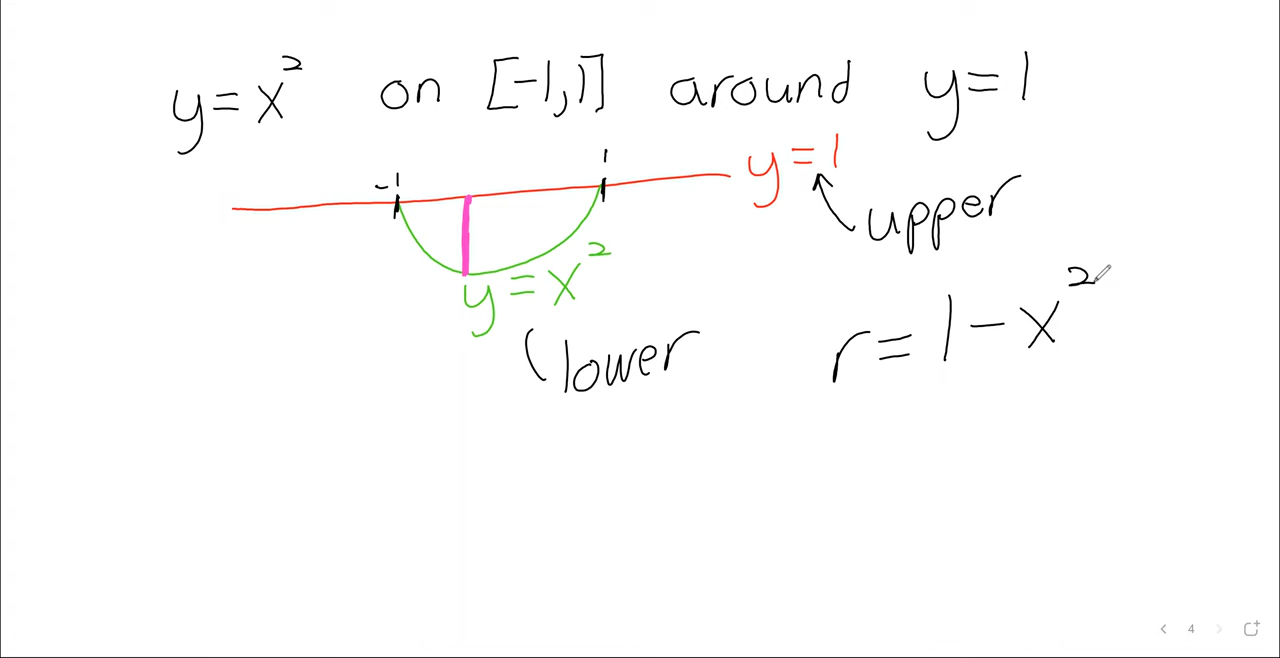 y = x² on [-1,1] around y = 1
-1 1 y = 1
upper
y = x²
lower r = 1 - x²
4